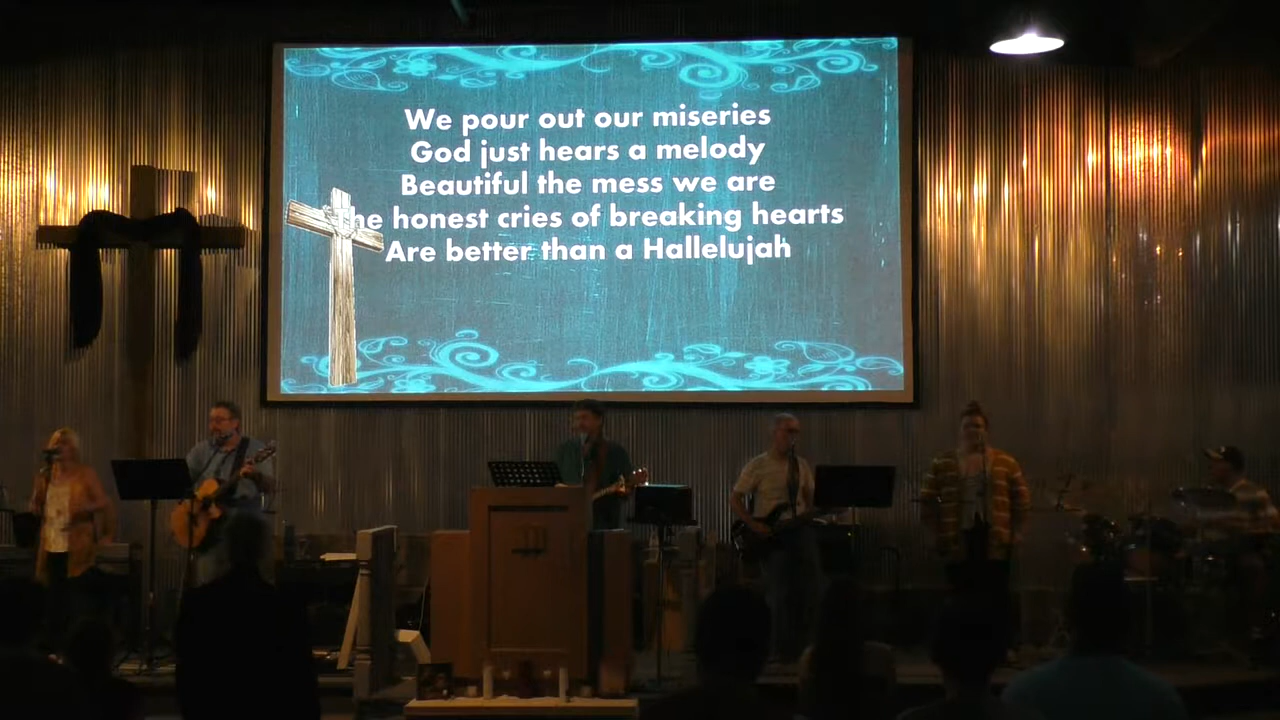 We pour out our miseries
God just hears a melody
Beautiful the mess we are
he honest cries of breaking hearts
Are better than a Hallelujah